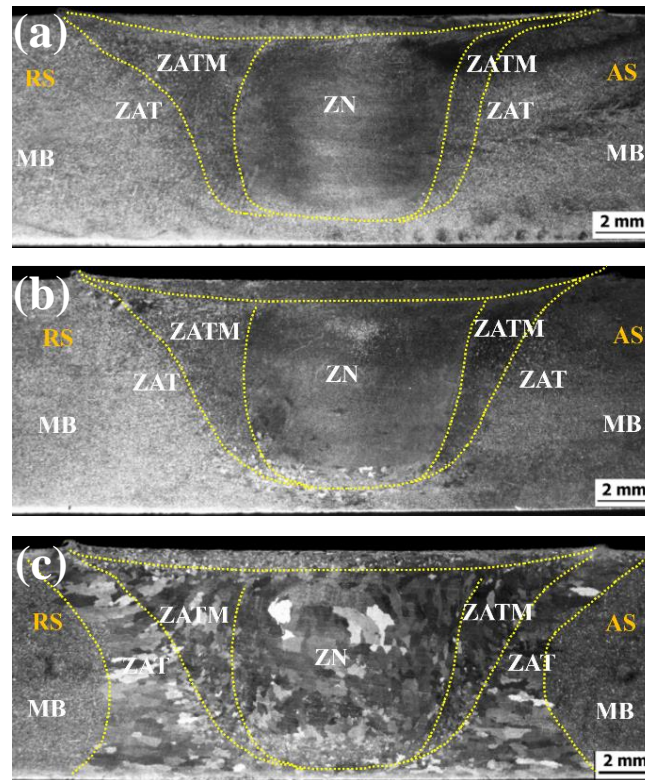 (a)
RS
ZATM
ZAT
MB
ZN
ZATM
ZAT
AS
MB
2 mm
(b)
RS
ZATM
ZAT
MB
ZN
ZATM
ZAT
AS
MB
2 mm
(c)
RS
ZATM
ZAT
MB
ZN
ZATM
ZAT
AS
MB
2 mm